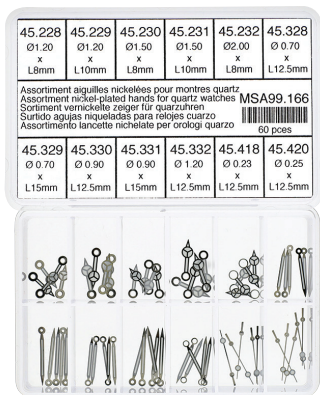 45.228 45.229 45.230 45.231 45.232 45.328
Ø1.20 Ø1.20 Ø1.50 Ø1.50 Ø2.00 Ø 0.70
x x x x x x
L8mm L10mm L8mm L10mm L8mm L12.5mm
Assortiment aiguilles nickelées pour montres quartz
Assortment nickel-plated hands for quartz watches MSA99.166
Sortiment vernickelte zeiger für quarzuhren
Surtido agujas niqueladas para relojes cuarzo
Assortimento lancette nichelate per orologi quarzo 60 pces
45.329 45.330 45.331 45.332 45.418 45.420
Ø 0.70 Ø 0.90 Ø 0.90 Ø 1.20 Ø 0.23 Ø 0.25
x x x x x x
L15mm L12.5mm L15mm L12.5mm L12.5mm L12.5mm